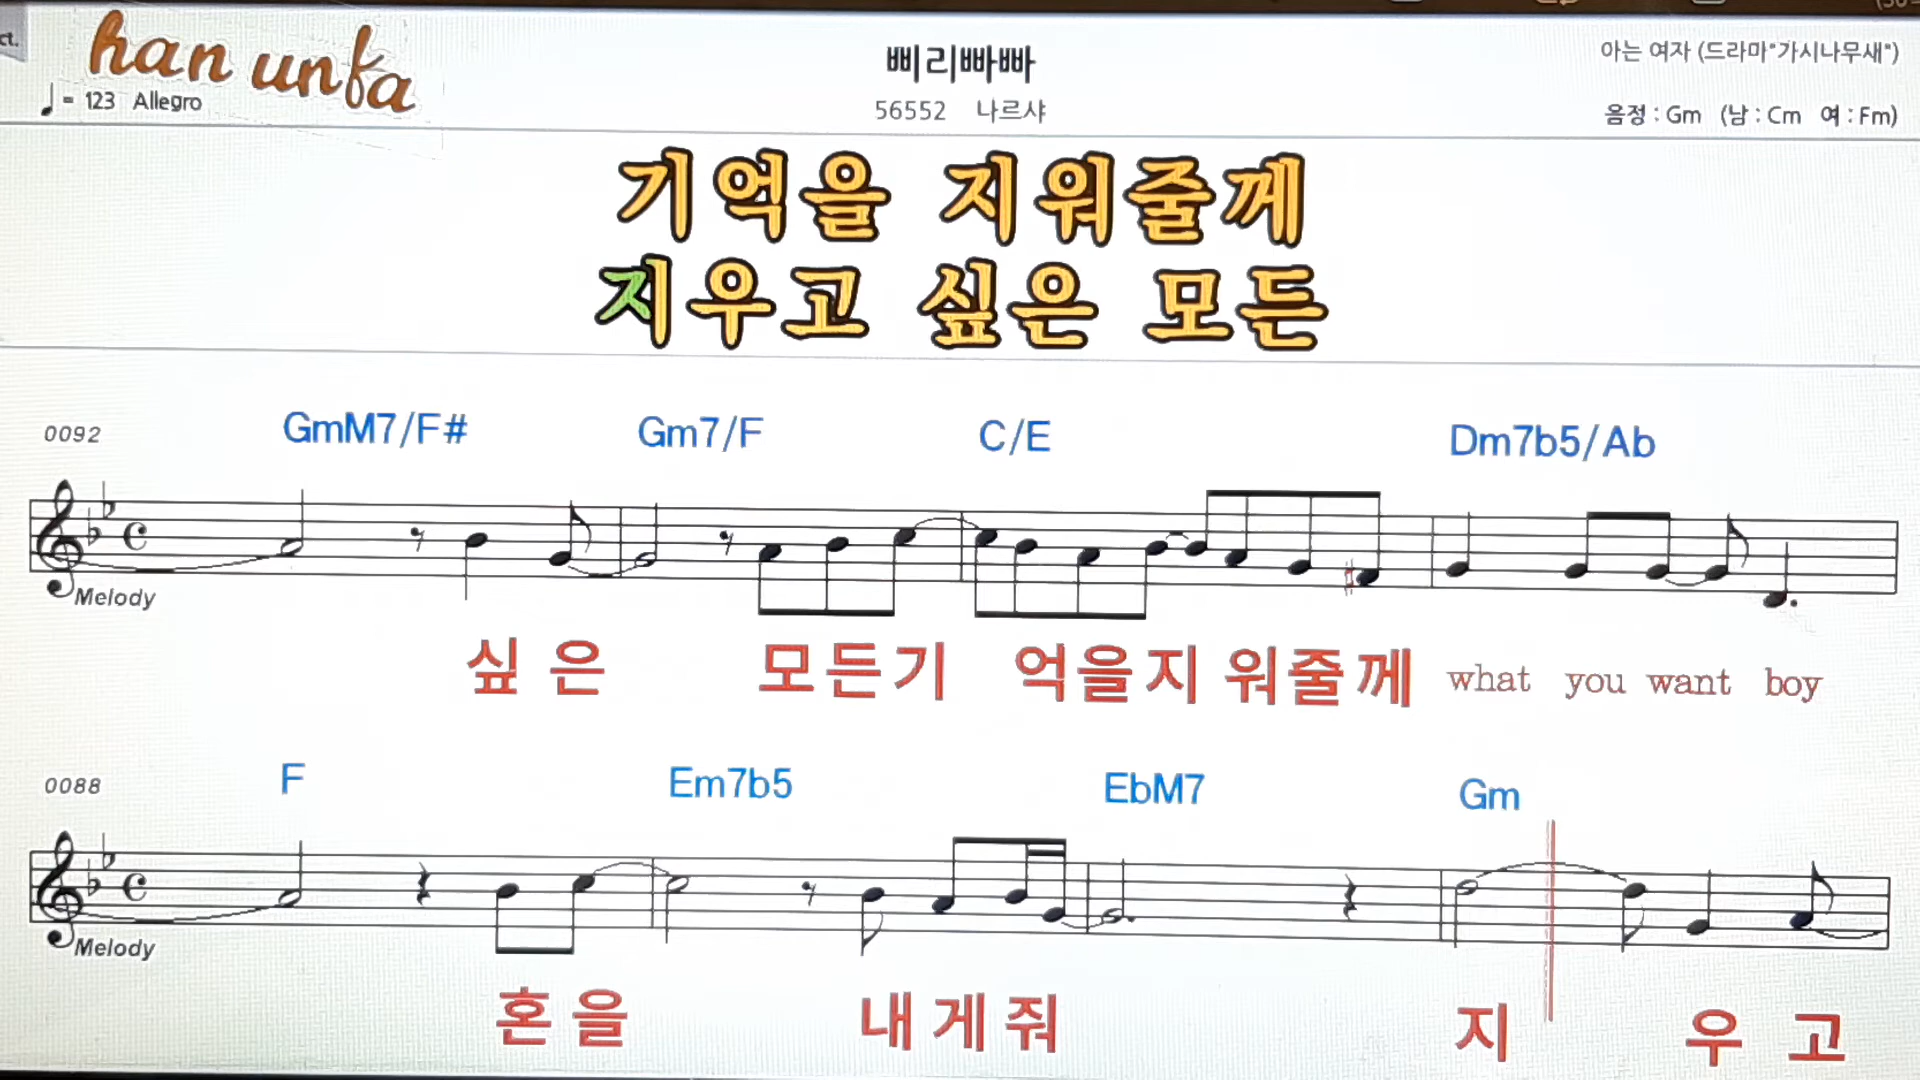 ct.
han unfa
삐리빠빠
아는 여자 (드라마"가시나무새")
♩ = 123 Allegro
56552 나르샤
음정 : Gm (남 : Cm 여 : Fm)
기억을 지워줄께
지우고 싶은 모든
0092 GmM7/F# Gm7/F C/E Dm7b5/Ab
Melody
싶은 모든기 억을지 워줄께 what you want boy
0088 F Em7b5 EbM7 Gm
Melody
혼을 내게줘 지 우고